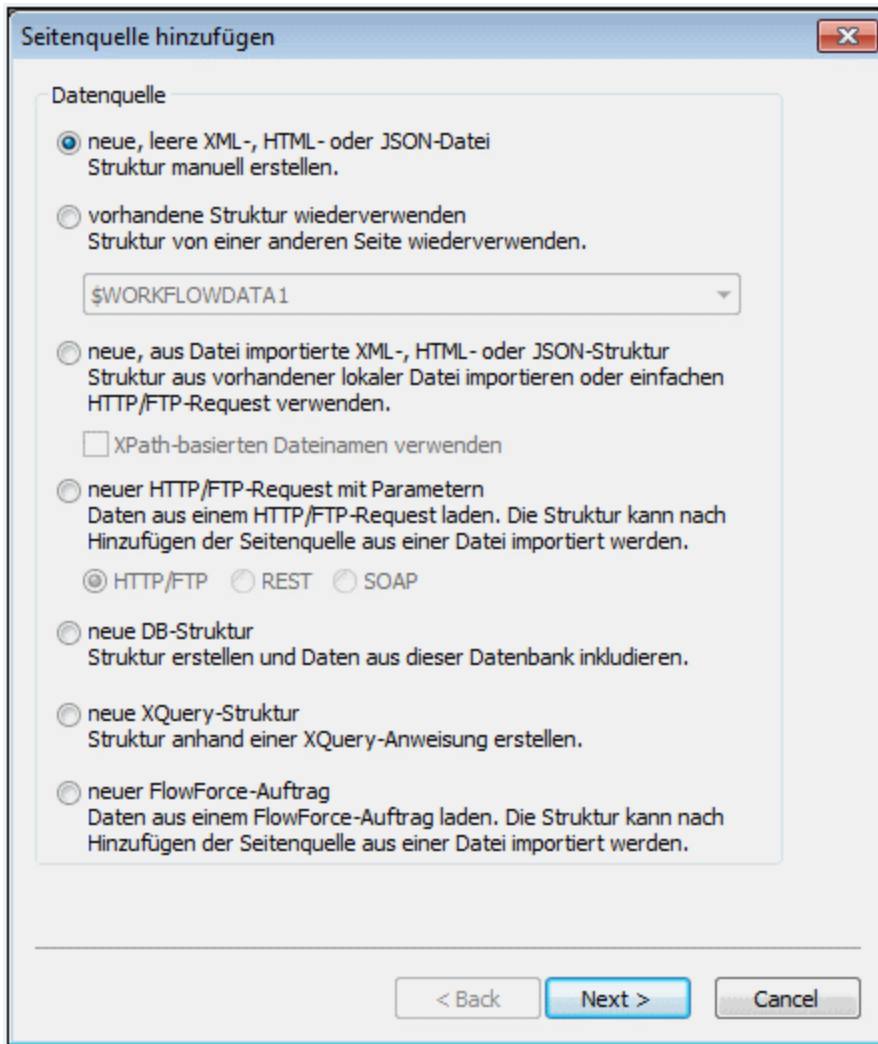 Seitenquelle hinzufügen
Datenquelle
neue, leere XML-, HTML- oder JSON-Datei
Struktur manuell erstellen.
vorhandene Struktur wiederverwenden
Struktur von einer anderen Seite wiederverwenden.
$WORKFLOWDATA1
neue, aus Datei importierte XML-, HTML- oder JSON-Struktur
Struktur aus vorhandener lokaler Datei importieren oder einfachen
HTTP/FTP-Request verwenden.
XPath-basierten Dateinamen verwenden
neuer HTTP/FTP-Request mit Parametern
Daten aus einem HTTP/FTP-Request laden. Die Struktur kann nach
Hinzufügen der Seitenquelle aus einer Datei importiert werden.
HTTP/FTP REST SOAP
neue DB-Struktur
Struktur erstellen und Daten aus dieser Datenbank inkludieren.
neue XQuery-Struktur
Struktur anhand einer XQuery-Anweisung erstellen.
neuer FlowForce-Auftrag
Daten aus einem FlowForce-Auftrag laden. Die Struktur kann nach
Hinzufügen der Seitenquelle aus einer Datei importiert werden.
< Back Next > Cancel